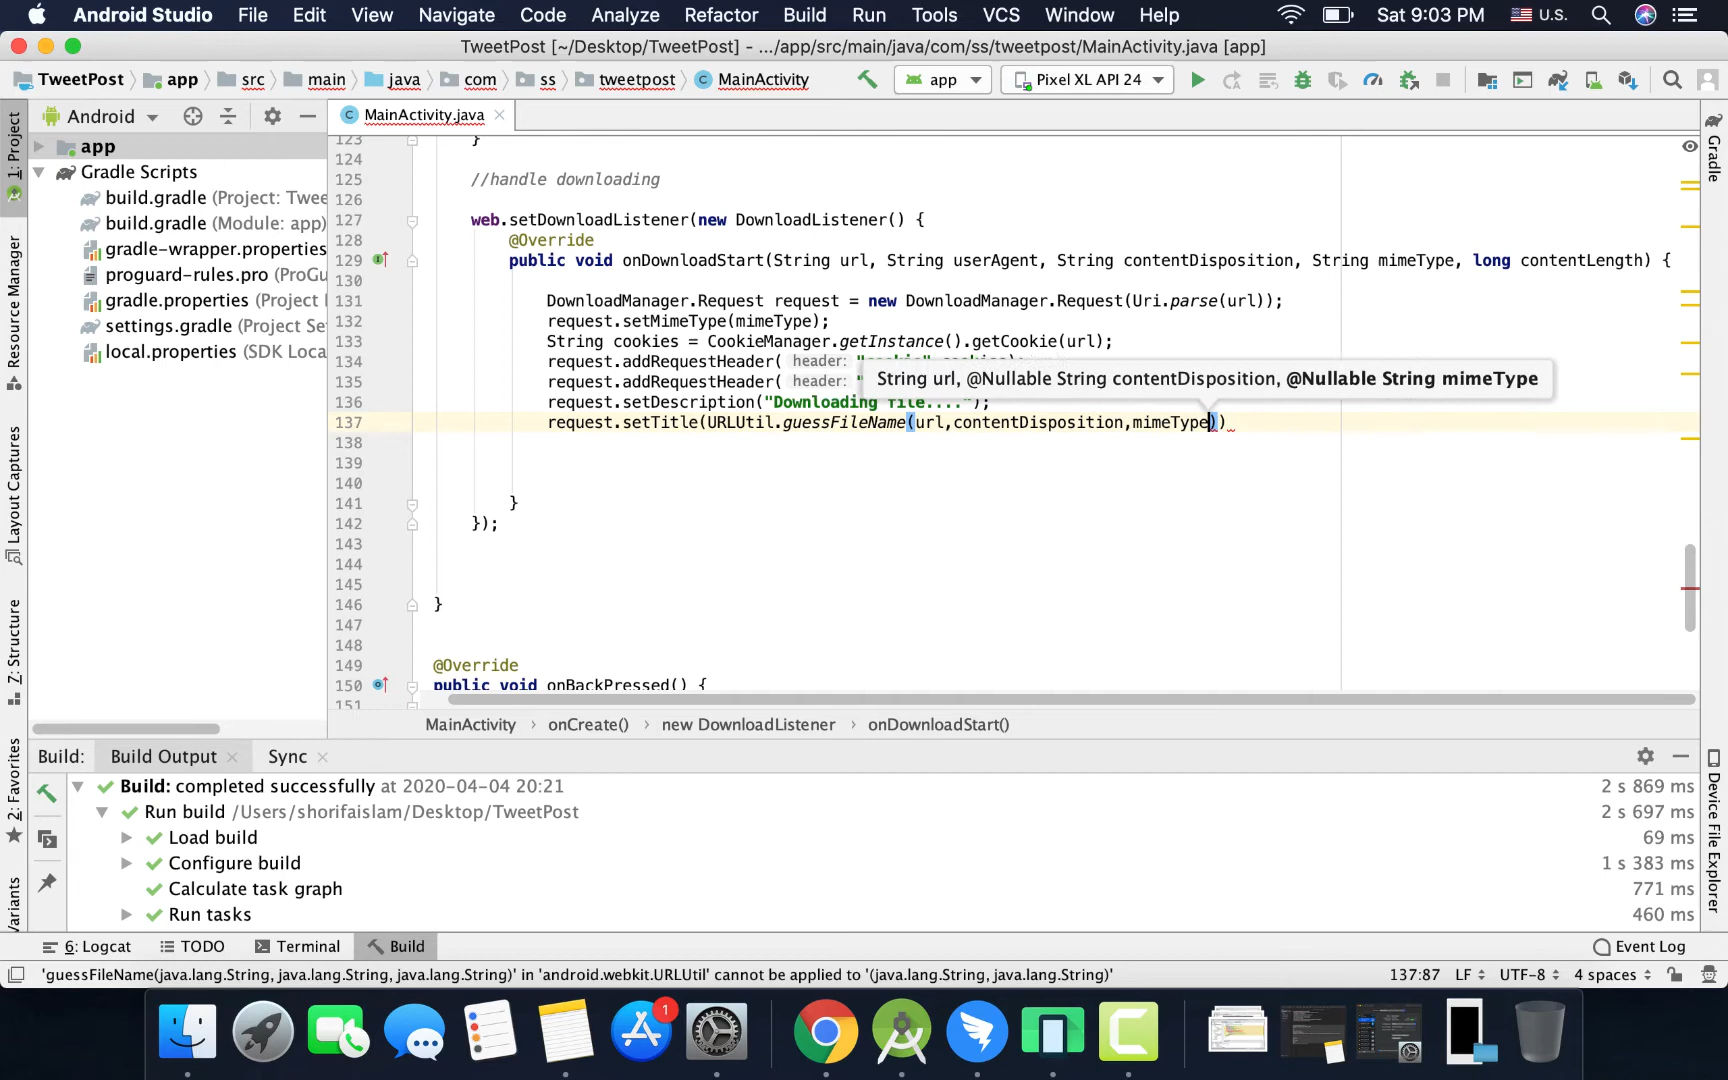 Android Studio File Edit View Navigate Code Analyze Refactor Build Run Tools VCS Window Help Sat 9:03 PM U.S.
TweetPost [~/Desktop/TweetPost] - .../app/src/main/java/com/ss/tweetpost/MainActivity.java [app]
TweetPost app src main java com ss tweetpost MainActivity app Pixel XL API 24
Android
MainActivity.java
1: Project
Resource Manager
Layout Captures
7: Structure
2: Favorites
Gradle
Device File Explorer
app
Gradle Scripts
build.gradle (Project: Twee
build.gradle (Module: app)
gradle-wrapper.properties
proguard-rules.pro (ProGu
gradle.properties (Project
settings.gradle (Project Se
local.properties (SDK Loca
123 }
124
125 //handle downloading
126
127 web.setDownloadListener(new DownloadListener() {
128 @Override
129 public void onDownloadStart(String url, String userAgent, String contentDisposition, String mimeType, long contentLength) {
130
131 DownloadManager.Request request = new DownloadManager.Request(Uri.parse(url));
132 request.setMimeType(mimeType);
133 String cookies = CookieManager.getInstance().getCookie(url);
134 request.addRequestHeader( header:
135 request.addRequestHeader( header: "
String url, @Nullable String contentDisposition, @Nullable String mimeType
136 request.setDescription("Downloading file....");
137 request.setTitle(URLUtil.guessFileName(url,contentDisposition,mimeType))
138
139
140
141 }
142 });
143
144
145
146 }
147
148
149 @Override
150 public void onBackPressed() {
151
MainActivity › onCreate() › new DownloadListener › onDownloadStart()
Build: Build Output Sync
Build: completed successfully at 2020-04-04 20:21 2 s 869 ms
Run build /Users/shorifaislam/Desktop/TweetPost 2 s 697 ms
Load build 69 ms
Configure build 1 s 383 ms
Calculate task graph 771 ms
Run tasks 460 ms
6: Logcat TODO Terminal Build Event Log
'guessFileName(java.lang.String, java.lang.String, java.lang.String)' in 'android.webkit.URLUtil' cannot be applied to '(java.lang.String, java.lang.String)' 137:87 LF UTF-8 4 spaces
1